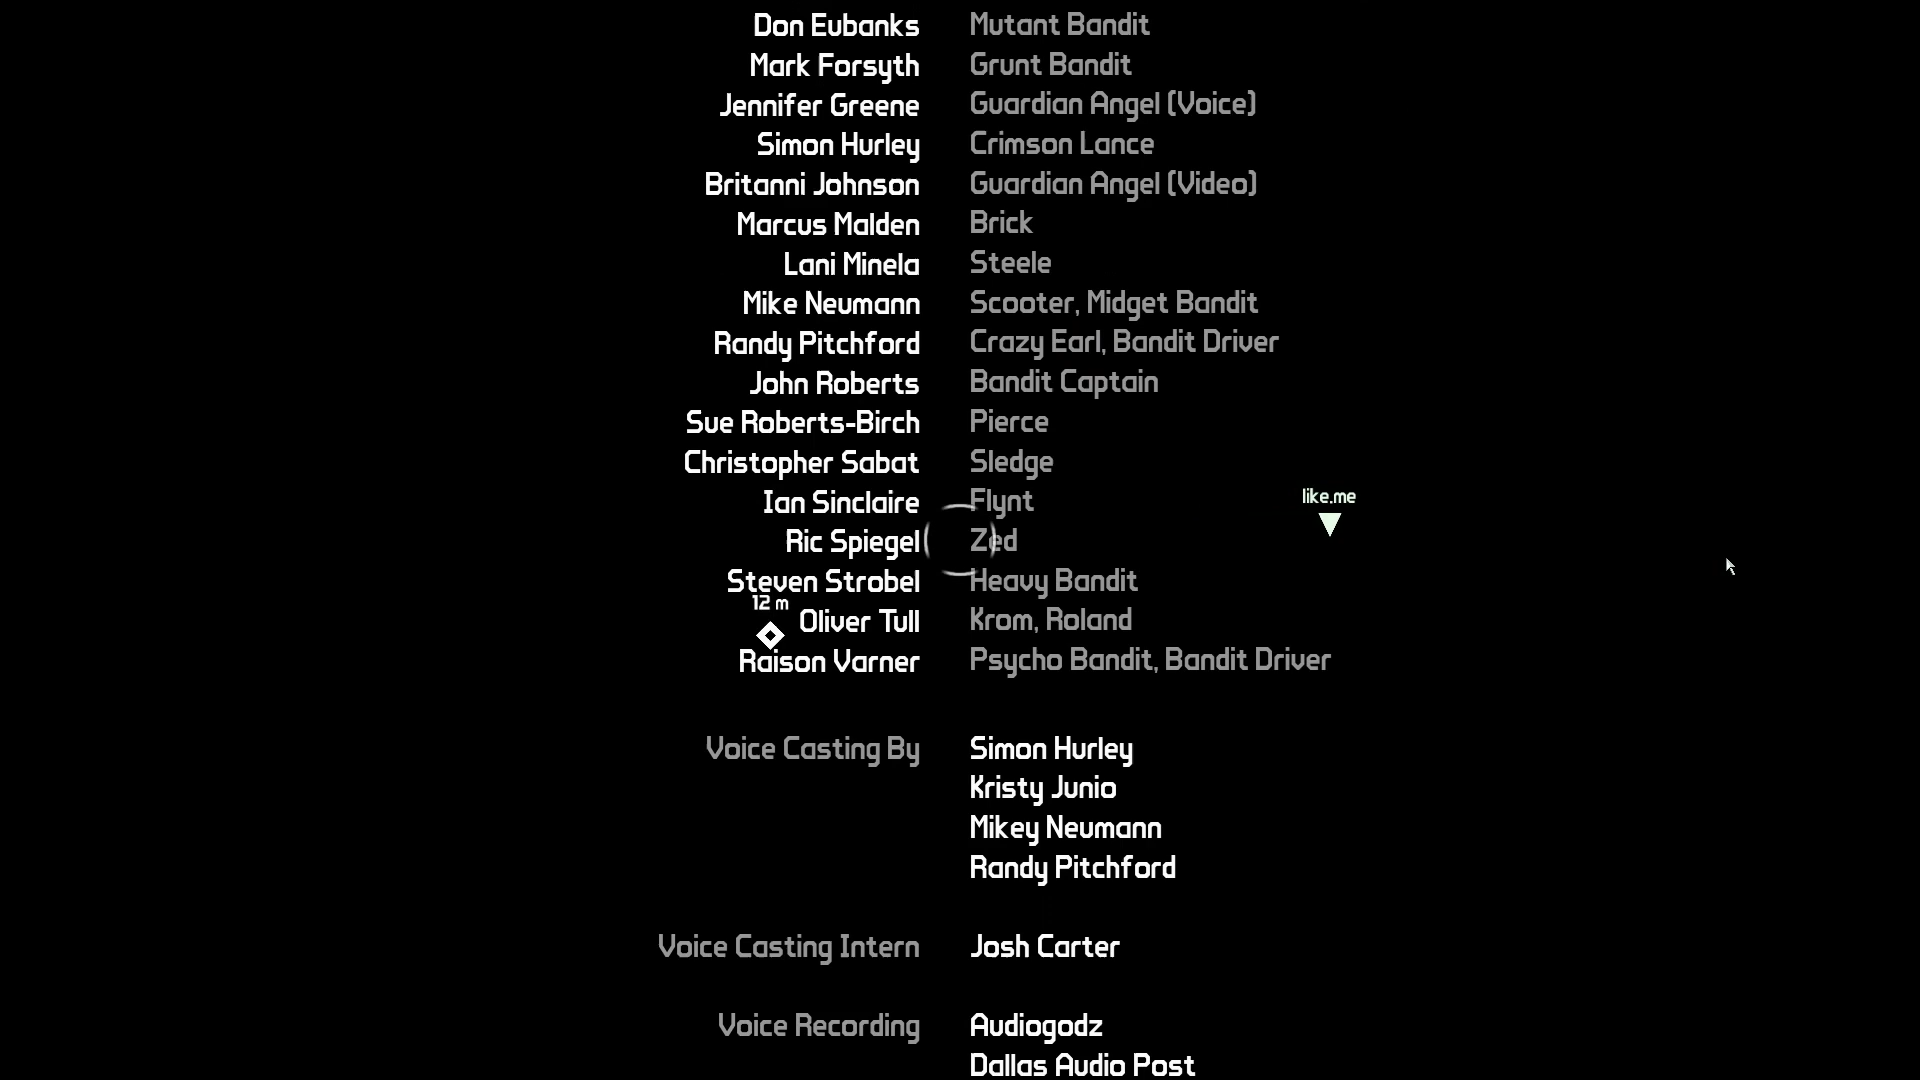 Don Eubanks Mutant Bandit
Mark Forsyth Grunt Bandit
Jennifer Greene Guardian Angel (Voice)
Simon Hurley Crimson Lance
Britanni Johnson Guardian Angel (Video)
Marcus Malden Brick
Lani Minela Steele
Mike Neumann Scooter, Midget Bandit
Randy Pitchford Crazy Earl, Bandit Driver
John Roberts Bandit Captain
Sue Roberts-Birch Pierce
Christopher Sabat Sledge
like.me
Ian Sinclaire Flynt
Ric Spiegel Zed
Steven Strobel Heavy Bandit
12 m
Oliver Tull Krom, Roland
Raison Varner Psycho Bandit, Bandit Driver
Voice Casting By Simon Hurley
Kristy Junio
Mikey Neumann
Randy Pitchford
Voice Casting Intern Josh Carter
Voice Recording Audiogodz
Dallas Audio Post